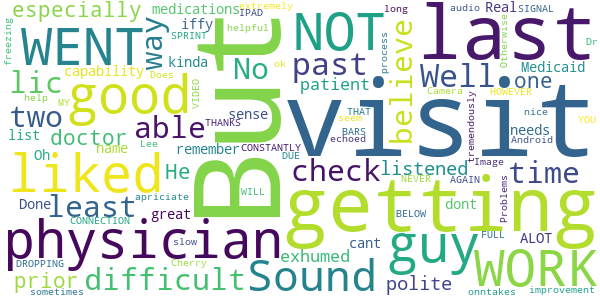 especially
medications
IPAD
extremely
long
audio
SIGNAL
Dr
freezing
WENT
way
iffy
SPRINT
helpful
But
NOT
process
Real
Otherwise
last
kinda
No
past
believe
Well
one
Medicaid
lic
capability
Does
VIDEO
ok
patient
Camera
HOWEVER
help
MY
good
able
THANKS
sense
seem
THAT
visit
nice
YOU
two
list
doctor
name
Lee
remember
CONSTANTLY
DUE
BARS
echoed
check
listened
tremendously
needs
Android
Oh
liked
He
WILL
NEVER
AGAIN
Image
time
Done
least
apriciate
great
CONNECTION
getting
BELOW
dont
Problems
physician
slow
exhumed
cant
guy
FULL
ALOT
DROPPING
prior
difficult
Cherry
Sound
polite
WORK
sometimes
onntakes
improvement